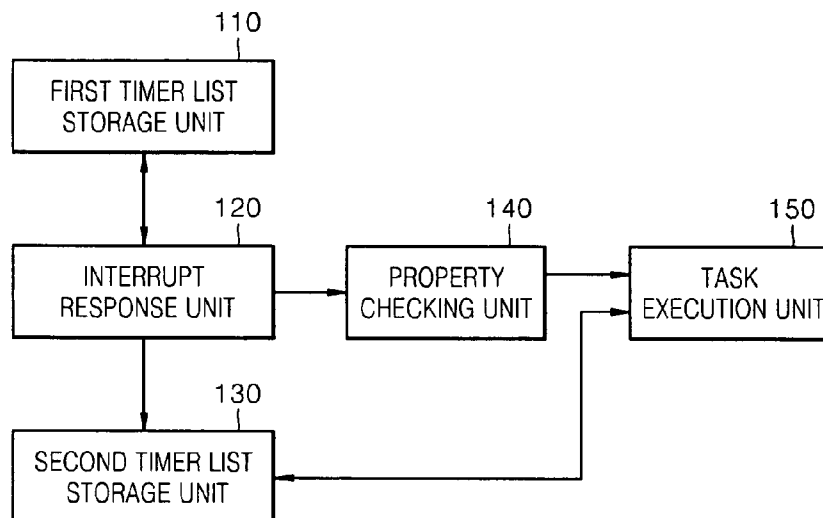 110
FIRST TIMER LIST
STORAGE UNIT
120
INTERRUPT
RESPONSE UNIT
140
PROPERTY
CHECKING UNIT
150
TASK
EXECUTION UNIT
130
SECOND TIMER LIST
STORAGE UNIT